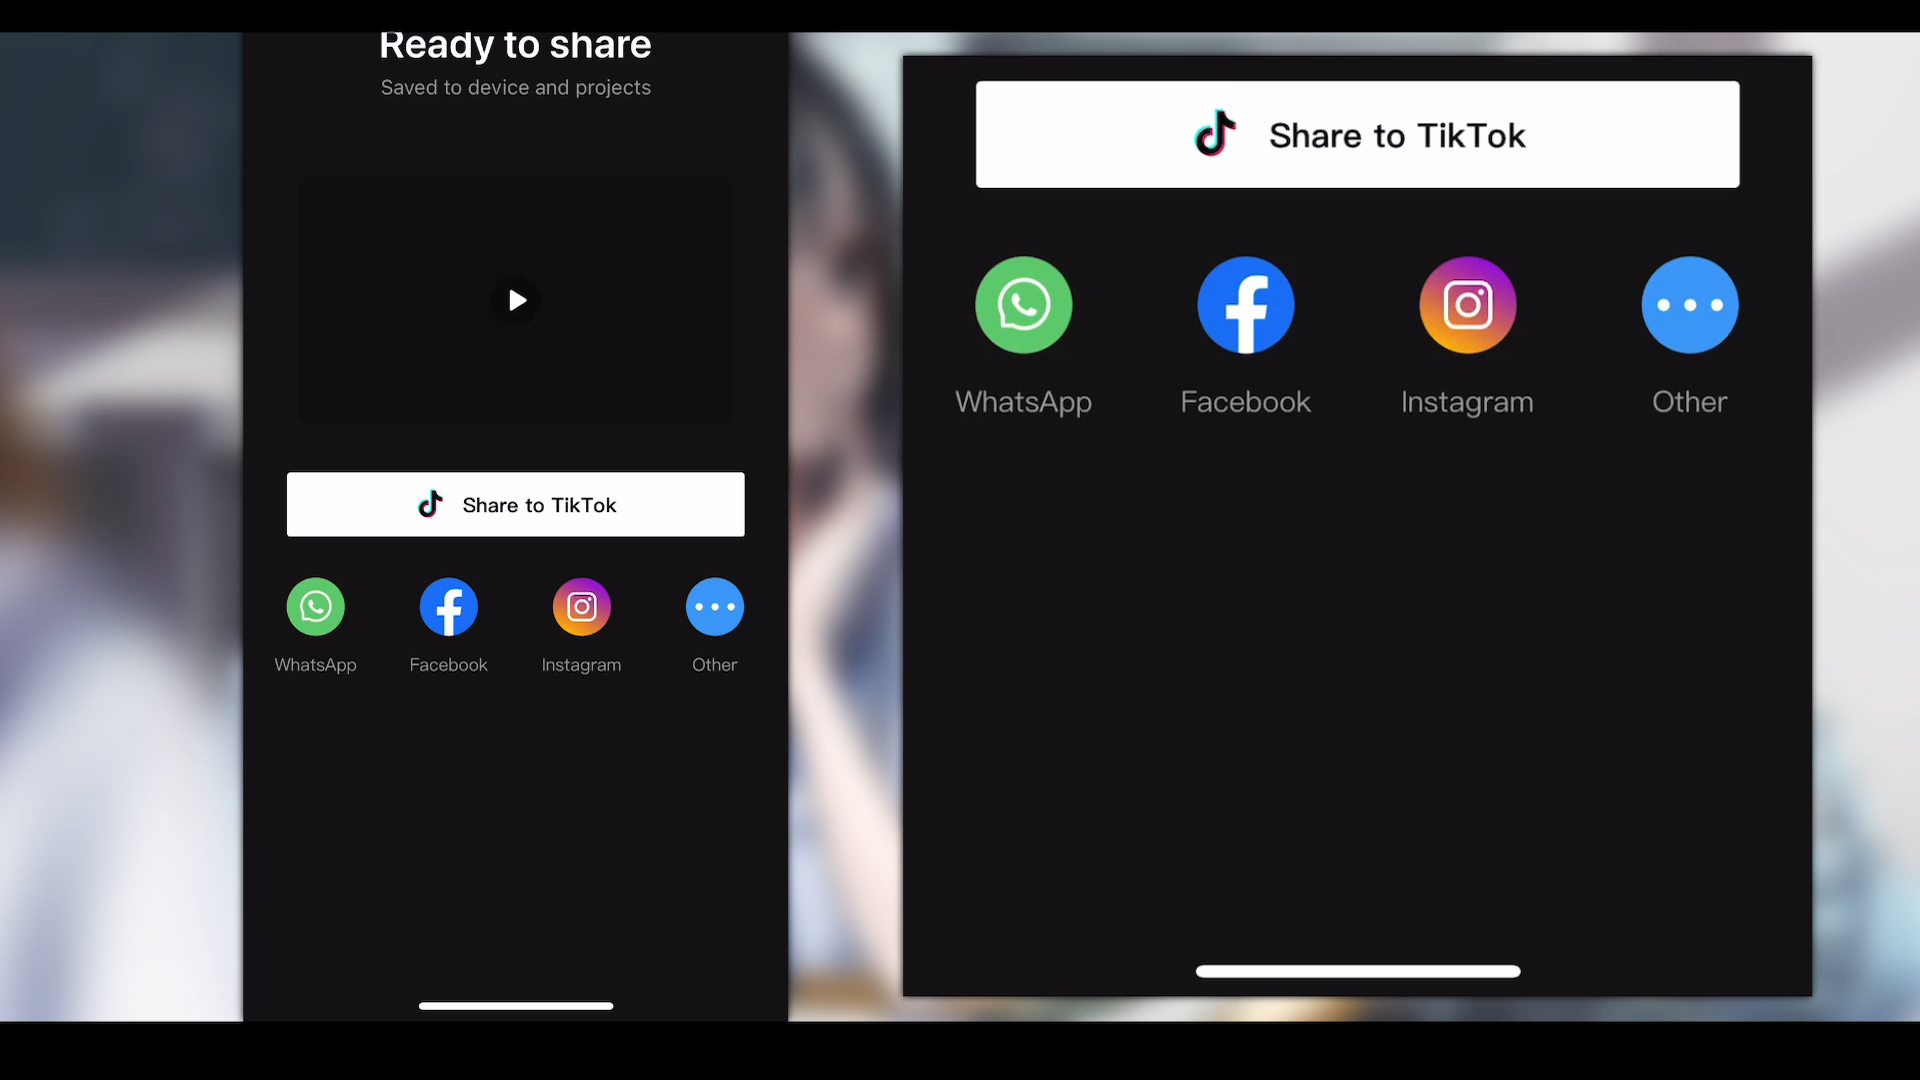 Ready to share
Saved to device and projects
Share to TikTok
WhatsApp Facebook Instagram Other
Share to TikTok
WhatsApp Facebook Instagram Other